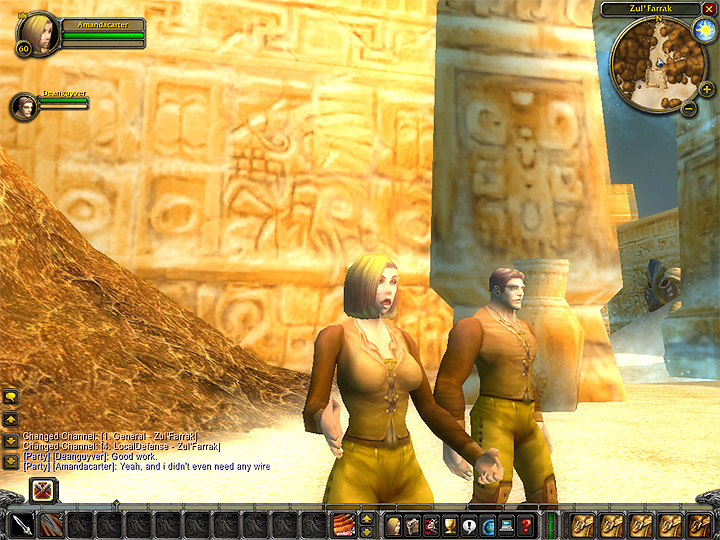 Amandacarter
60
Deanguyver
Zul'Farrak
N
Changed Channel: [1. General - Zul'Farrak]
Changed Channel: [4. LocalDefense - Zul'Farrak]
[Party] [Deanguyver]: Good work.
[Party] [Amandacarter]: Yeah, and i didn't even need any wire